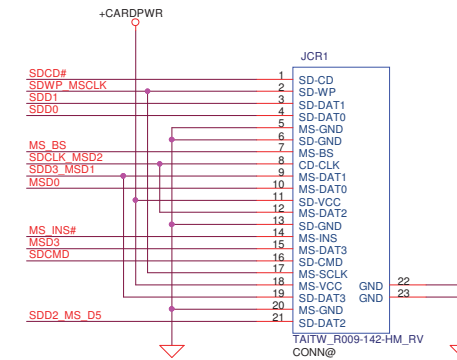 +CARDPWR
JCR1
SDCD# 1 SD-CD
SDWP_MSCLK 2 SD-WP
SDD1 3 SD-DAT1
SDD0 4 SD-DAT0
5 MS-GND
6 SD-GND
MS_BS 7 MS-BS
SDCLK_MSD2 8 CD-CLK
SDD3_MSD1 9 MS-DAT1
MSD0 10 MS-DAT0
11 SD-VCC
12 MS-DAT2
13 SD-GND
MS_INS# 14 MS-INS
MSD3 15 MS-DAT3
SDCMD 16 SD-CMD
17 MS-SCLK
18 MS-VCC GND 22
19 SD-DAT3 GND 23
20 MS-GND
SDD2_MS_D5 21 SD-DAT2
TAITW_R009-142-HM_RV
CONN@